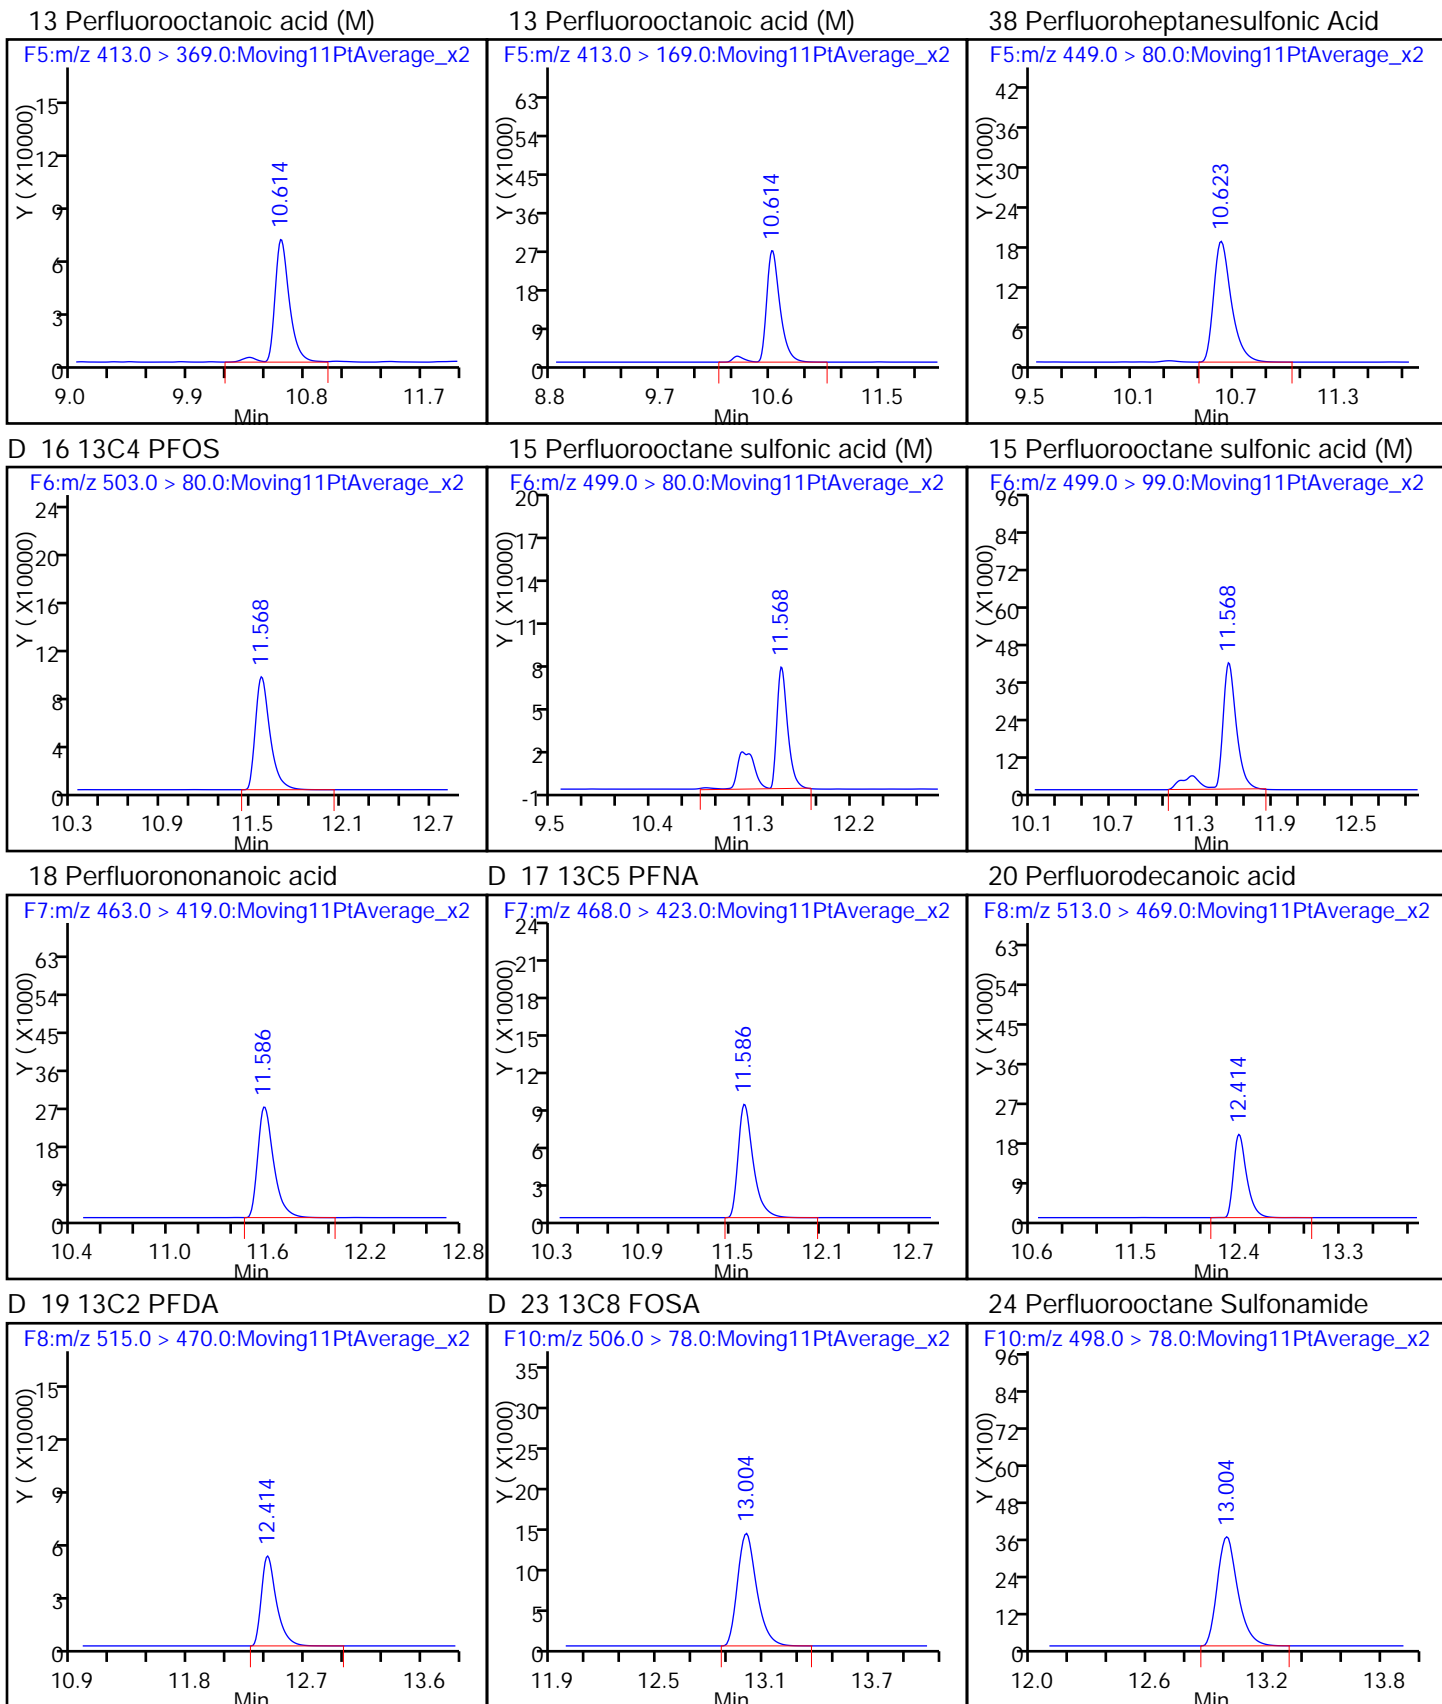 13 Perfluorooctanoic acid (M)
F5:m/z 413.0 > 369.0:Moving11PtAverage_x2
Y ( X10000)
15
12
9
6
3
0
10.614
9.0 9.9 10.8 11.7
Min
13 Perfluorooctanoic acid (M)
F5:m/z 413.0 > 169.0:Moving11PtAverage_x2
Y ( X1000)
63
54
45
36
27
18
9
0
10.614
8.8 9.7 10.6 11.5
Min
38 Perfluoroheptanesulfonic Acid
F5:m/z 449.0 > 80.0:Moving11PtAverage_x2
Y ( X1000)
42
36
30
24
18
12
6
0
10.623
9.5 10.1 10.7 11.3
Min
D 16 13C4 PFOS
F6:m/z 503.0 > 80.0:Moving11PtAverage_x2
Y ( X10000)
24
20
16
12
8
4
0
11.568
10.3 10.9 11.5 12.1 12.7
Min
15 Perfluorooctane sulfonic acid (M)
F6:m/z 499.0 > 80.0:Moving11PtAverage_x2
Y ( X10000)
20
17
14
11
8
5
2
-1
11.568
9.5 10.4 11.3 12.2
Min
15 Perfluorooctane sulfonic acid (M)
F6:m/z 499.0 > 99.0:Moving11PtAverage_x2
Y ( X1000)
96
84
72
60
48
36
24
12
0
11.568
10.1 10.7 11.3 11.9 12.5
Min
18 Perfluorononanoic acid
F7:m/z 463.0 > 419.0:Moving11PtAverage_x2
Y ( X1000)
63
54
45
36
27
18
9
0
11.586
10.4 11.0 11.6 12.2 12.8
Min
D 17 13C5 PFNA
F7:m/z 468.0 > 423.0:Moving11PtAverage_x2
Y ( X10000)
24
21
18
15
12
9
6
3
0
11.586
10.3 10.9 11.5 12.1 12.7
Min
20 Perfluorodecanoic acid
F8:m/z 513.0 > 469.0:Moving11PtAverage_x2
Y ( X1000)
63
54
45
36
27
18
9
0
12.414
10.6 11.5 12.4 13.3
Min
D 19 13C2 PFDA
F8:m/z 515.0 > 470.0:Moving11PtAverage_x2
Y ( X10000)
15
12
9
6
3
0
12.414
10.9 11.8 12.7 13.6
Min
D 23 13C8 FOSA
F10:m/z 506.0 > 78.0:Moving11PtAverage_x2
Y ( X1000)
35
30
25
20
15
10
5
0
13.004
11.9 12.5 13.1 13.7
Min
24 Perfluorooctane Sulfonamide
F10:m/z 498.0 > 78.0:Moving11PtAverage_x2
Y ( X100)
96
84
72
60
48
36
24
12
0
13.004
12.0 12.6 13.2 13.8
Min